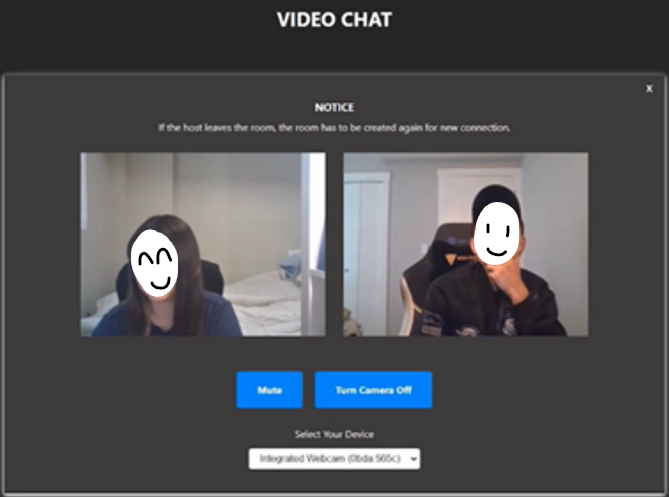 VIDEO CHAT
X
NOTICE
If the host leaves the room, the room has to be created again for new connection.
Mute
Turn Camera Off
Select Your Device
Integrated Webcam (0bda:565c)